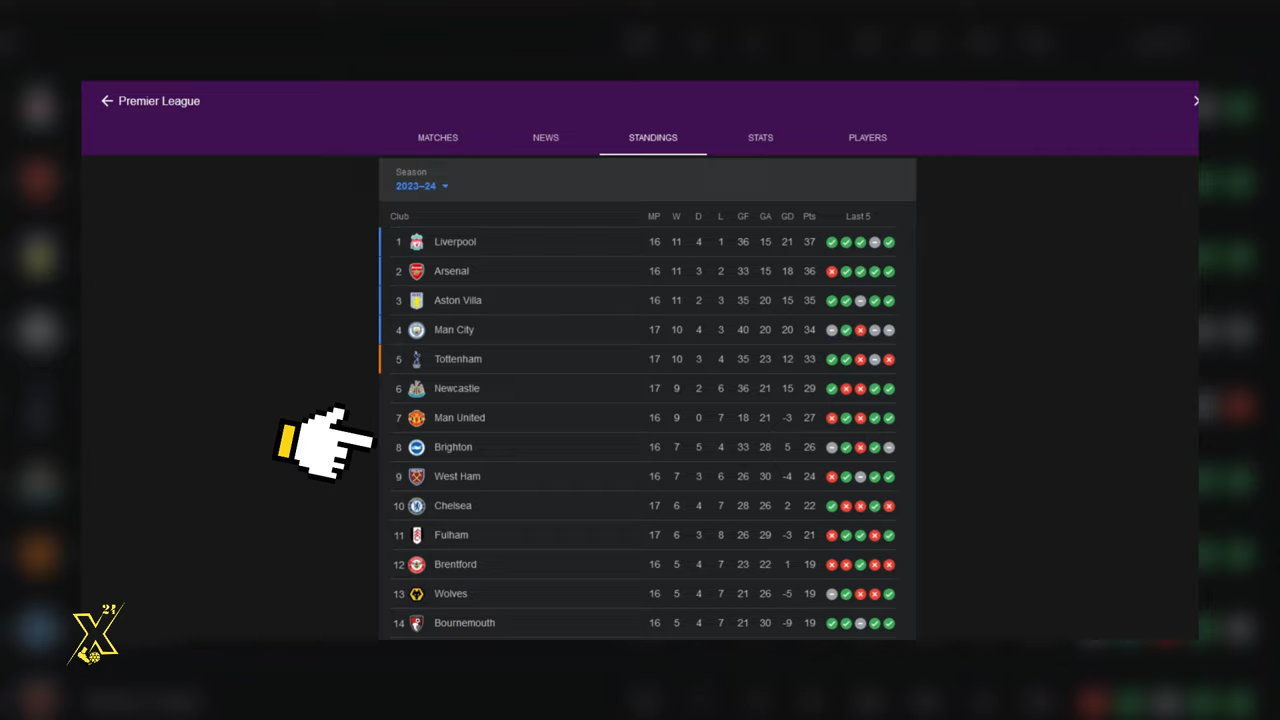 Premier League
MATCHES NEWS STANDINGS STATS PLAYERS
Season
2023–24
Club MP W D L GF GA GD Pts Last 5
1 Liverpool 16 11 4 1 36 15 21 37
2 Arsenal 16 11 3 2 33 15 18 36
3 Aston Villa 16 11 2 3 35 20 15 35
4 Man City 17 10 4 3 40 20 20 34
5 Tottenham 17 10 3 4 35 23 12 33
6 Newcastle 17 9 2 6 36 21 15 29
7 Man United 16 9 0 7 18 21 -3 27
8 Brighton 16 7 5 4 33 28 5 26
9 West Ham 16 7 3 6 26 30 -4 24
10 Chelsea 17 6 4 7 28 26 2 22
11 Fulham 17 6 3 8 26 29 -3 21
12 Brentford 16 5 4 7 23 22 1 19
13 Wolves 16 5 4 7 21 26 -5 19
14 Bournemouth 16 5 4 7 21 30 -9 19
X 21